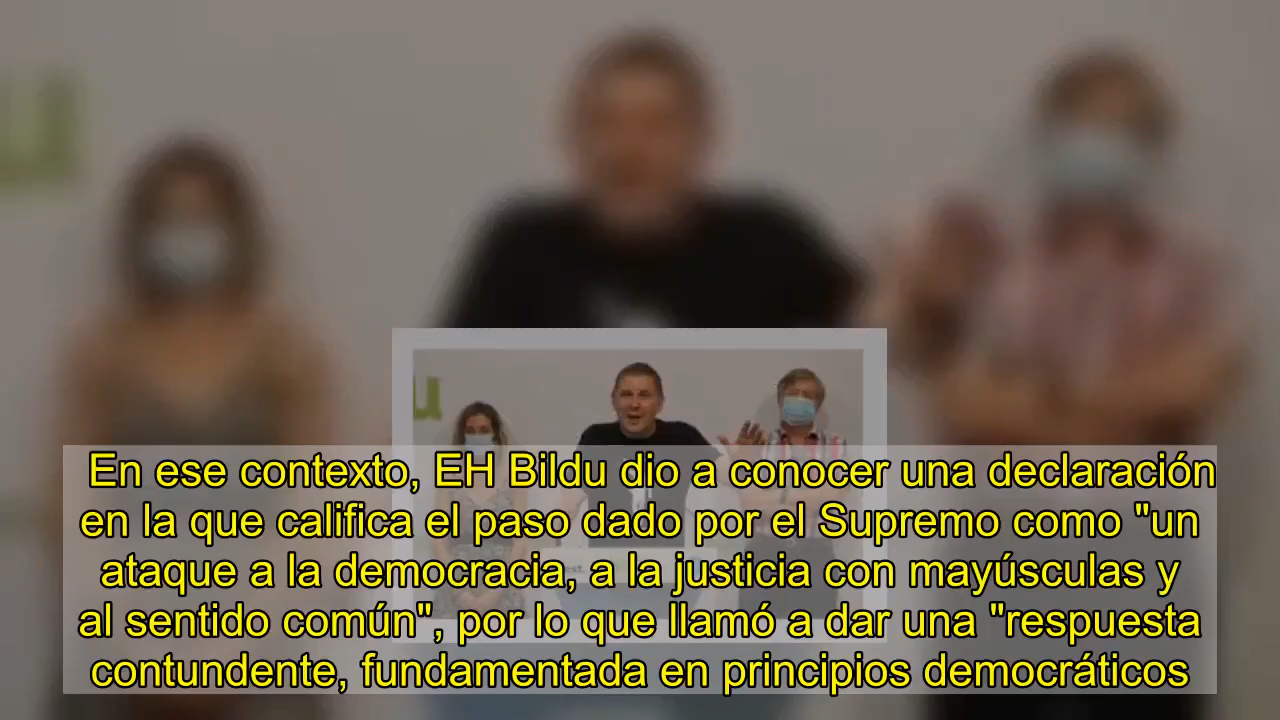 u
u
En ese contexto, EH Bildu dio a conocer una declaración
en la que califica el paso dado por el Supremo como "un
ataque a la democracia, a la justicia con mayúsculas y
al sentido común", por lo que llamó a dar una "respuesta
contundente, fundamentada en principios democráticos